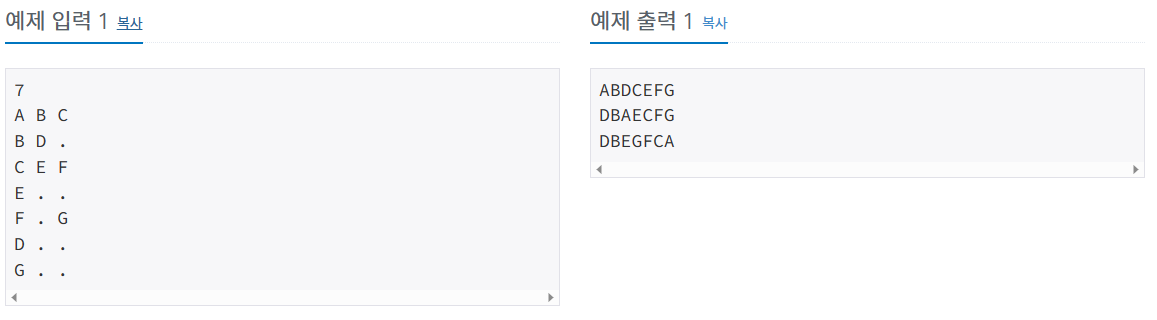 예제 입력 1 복사
7
A B C
B D .
C E F
E . .
F . G
D . .
G . .
예제 출력 1 복사
ABDCEFG
DBAECFG
DBEGFCA